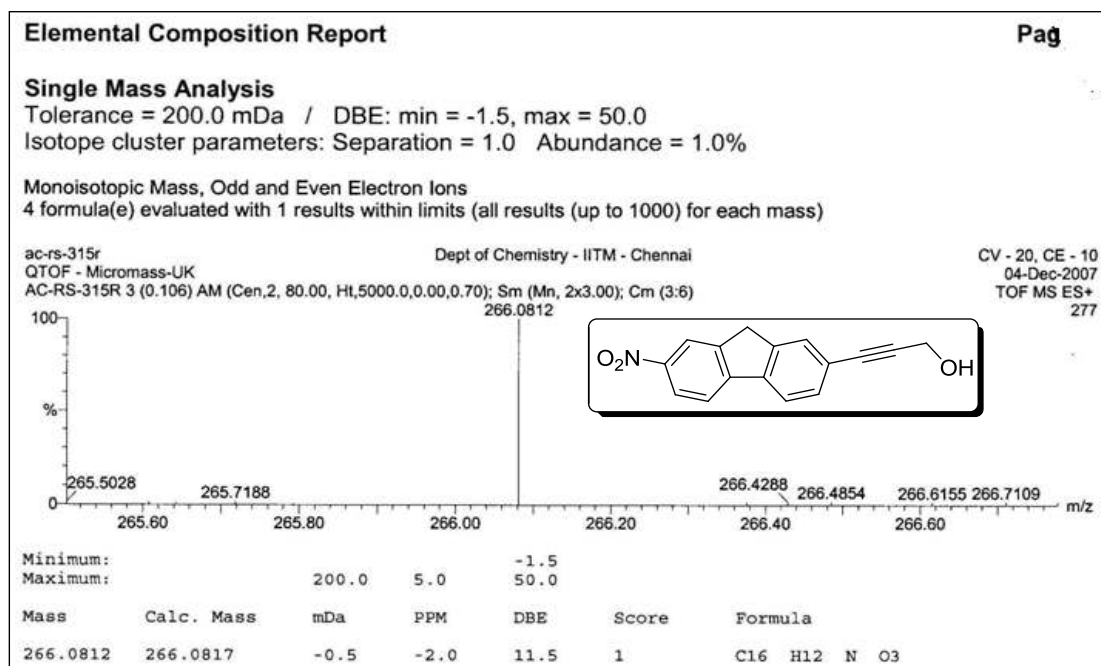 Elemental Composition Report Pag1
Single Mass Analysis
Tolerance = 200.0 mDa / DBE: min = -1.5, max = 50.0
Isotope cluster parameters: Separation = 1.0 Abundance = 1.0%
Monoisotopic Mass, Odd and Even Electron Ions
4 formula(e) evaluated with 1 results within limits (all results (up to 1000) for each mass)
ac-rs-315r Dept of Chemistry - IITM - Chennai CV - 20, CE - 10
QTOF - Micromass-UK 04-Dec-2007
AC-RS-315R 3 (0.106) AM (Cen,2, 80.00, Ht,5000.0,0.00,0.70); Sm (Mn, 2x3.00); Cm (3:6) TOF MS ES+
100 266.0812 277
O₂N OH
%
265.5028 265.7188 266.4288 266.4854 266.6155 266.7109
0 m/z
265.60 265.80 266.00 266.20 266.40 266.60
Minimum: -1.5
Maximum: 200.0 5.0 50.0
Mass Calc. Mass mDa PPM DBE Score Formula
266.0812 266.0817 -0.5 -2.0 11.5 1 C16 H12 N O3